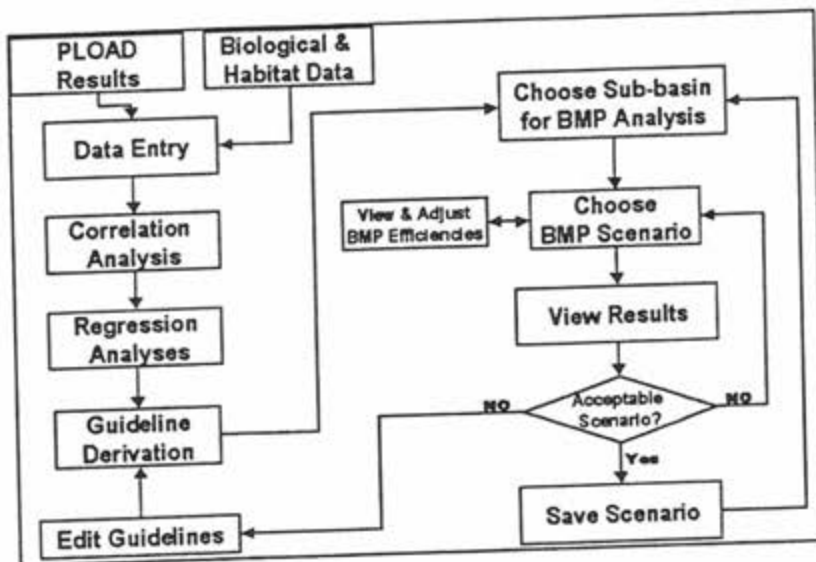 PLOAD
Results
Biological &
Habitat Data
Data Entry
Correlation
Analysis
Regression
Analyses
Guideline
Derivation
Edit Guidelines
Choose Sub-basin
for BMP Analysis
View & Adjust
BMP Efficiencies
Choose
BMP Scenario
View Results
NO
Acceptable
Scenario?
NO
Yes
Save Scenario